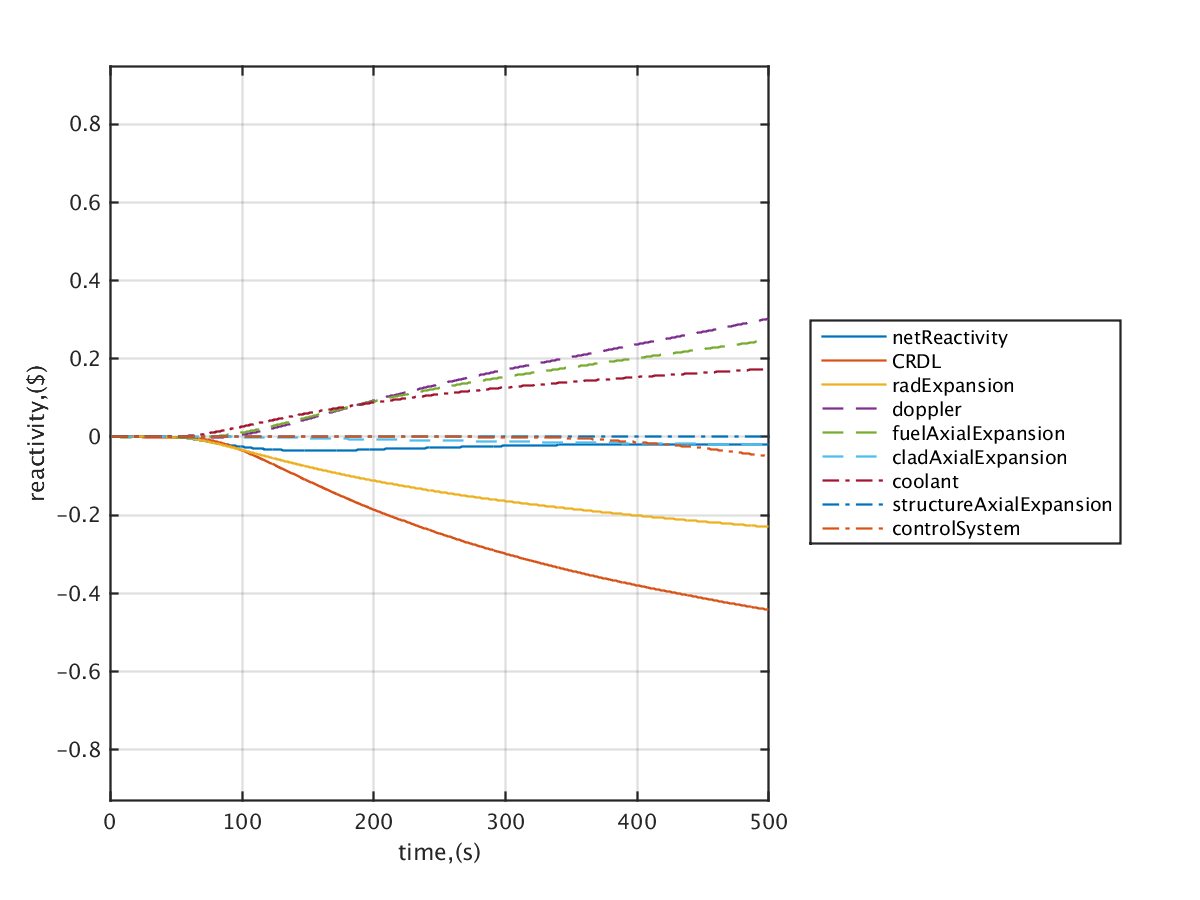 0.8
0.6
0.4
0.2
0
−0.2
−0.4
−0.6
−0.8
reactivity,($)
0 100 200 300 400 500
time,(s)
netReactivity
CRDL
radExpansion
doppler
fuelAxialExpansion
cladAxialExpansion
coolant
structureAxialExpansion
controlSystem